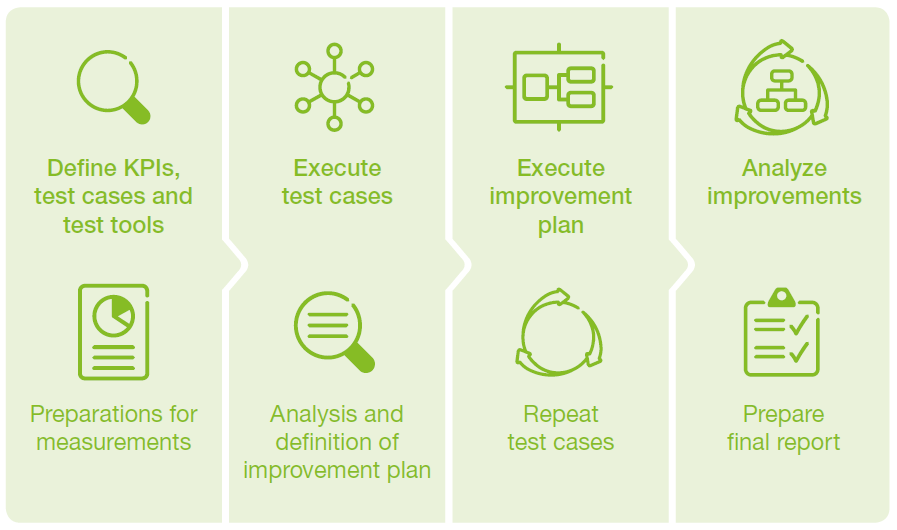 Define KPIs,
test cases and
test tools
Preparations for
measurements
Execute
test cases
Analysis and
definition of
improvement plan
Execute
improvement
plan
Repeat
test cases
Analyze
improvements
Prepare
final report